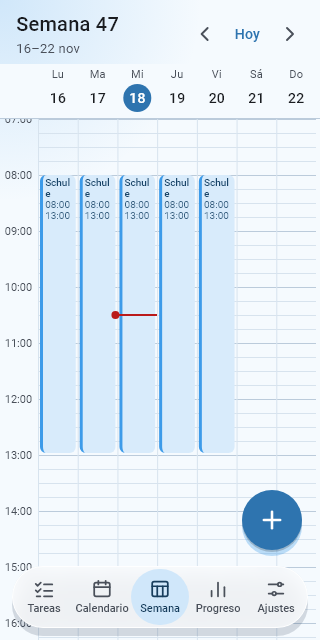 Semana 47
16–22 nov
Hoy
Lu Ma Mi Ju Vi Sá Do
16 17 18 19 20 21 22
07:00
08:00
Schul Schul Schul Schul Schul
e e e e e
08:00 08:00 08:00 08:00 08:00
13:00 13:00 13:00 13:00 13:00
09:00
10:00
11:00
12:00
13:00
14:00
15:00
16:00
Tareas Calendario Semana Progreso Ajustes